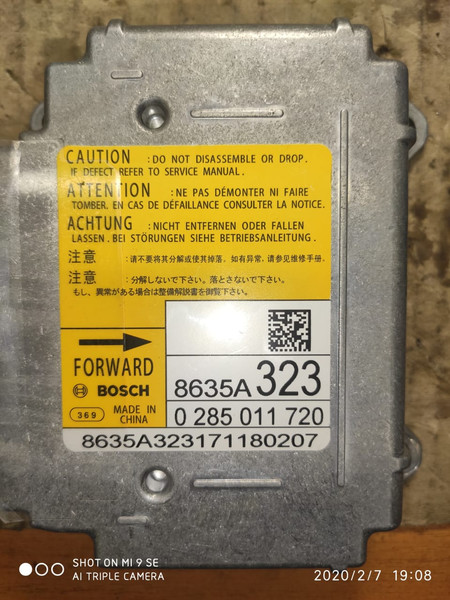 CAUTION : DO NOT DISASSEMBLE OR DROP.
IF DEFECT REFER TO SERVICE MANUAL.
ATTENTION : NE PAS DÉMONTER NI FAIRE
TOMBER. EN CAS DE DÉFAILLANCE CONSULTER LA NOTICE.
ACHTUNG : NICHT ENTFERNEN ODER FALLEN
LASSEN. BEI STÖRUNGEN SIEHE BETRIEBSANLEITUNG.
注意 : 请不要将其分解或使其掉落。如有异常，请参见维修手册.
注意 : 分解しないで下さい。落とさないで下さい。
もし、異常がある場合は整備解説書を御覧下さい。
FORWARD
BOSCH
8635A 323
369
MADE IN
CHINA
0 285 011 720
8635A323171180207
SHOT ON MI 9 SE
AI TRIPLE CAMERA
2020/2/7 19:08